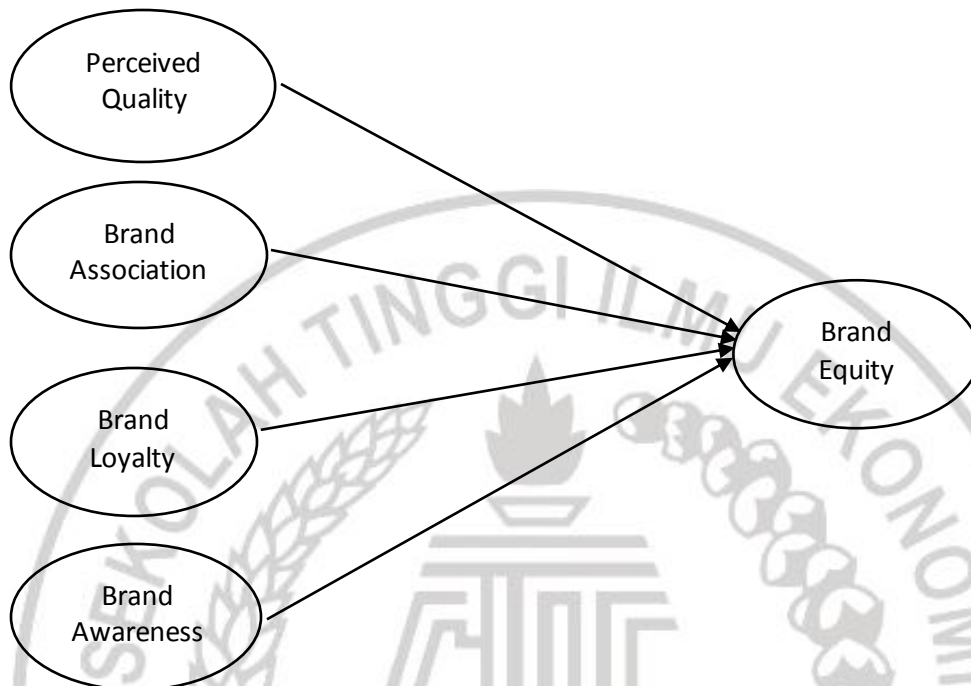 Perceived
Quality
Brand
Association
Brand
Loyalty
Brand
Awareness
Brand
Equity
SEKOLAH TINGGI ILMU EKONOMI